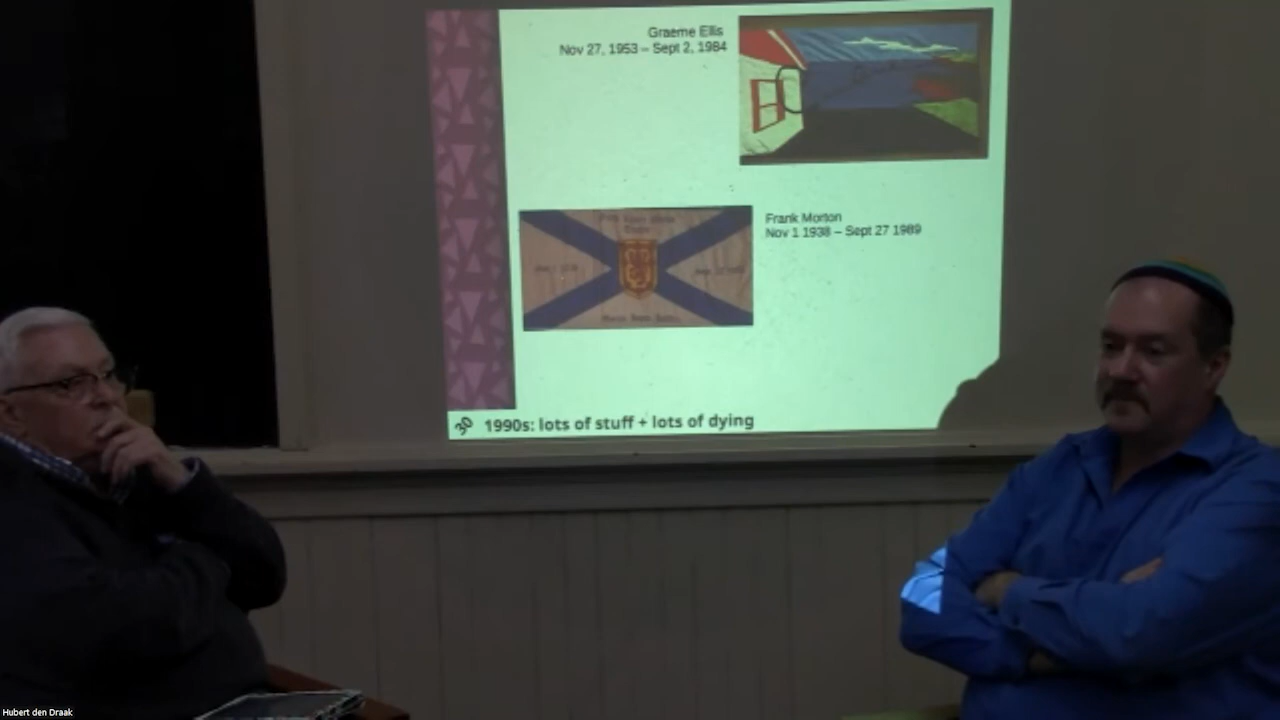 Graeme Ellis
Nov 27, 1953 – Sept 2, 1984
Frank Morton
Nov 1 1938 – Sept 27 1989
1990s: lots of stuff + lots of dying
Hubert den Draak